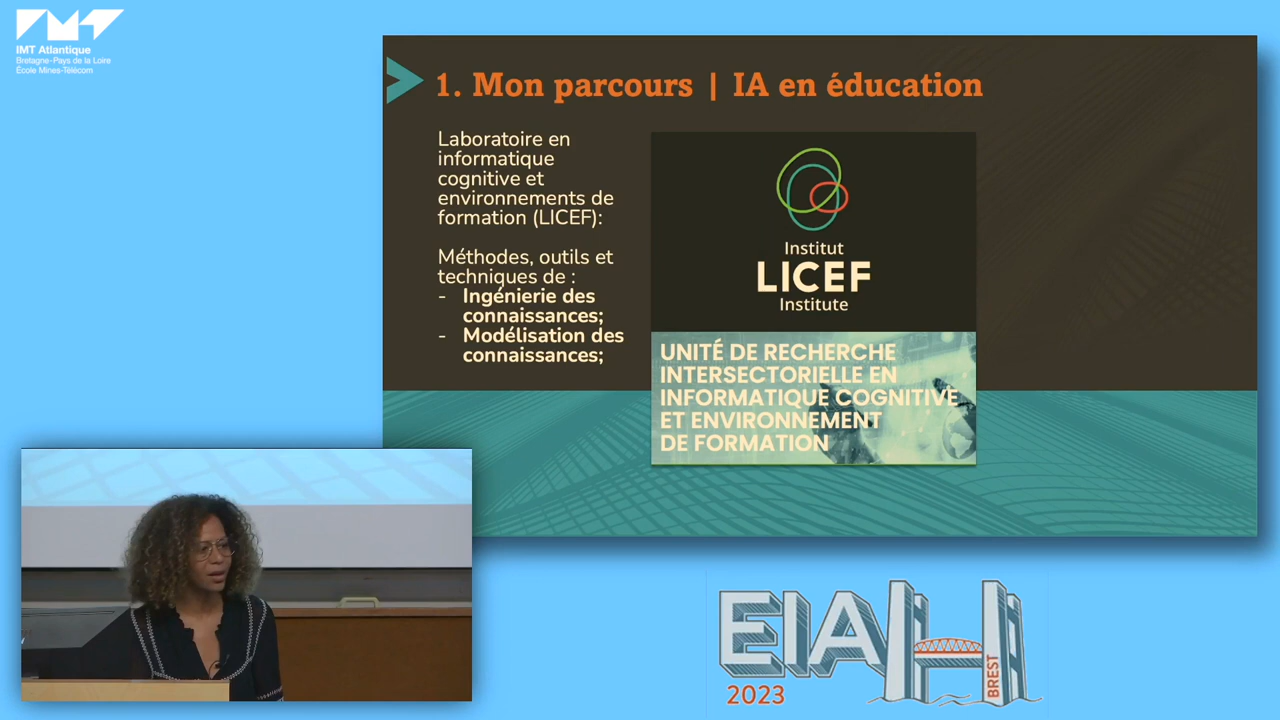 IMT Atlantique
Bretagne-Pays de la Loire
École Mines-Télécom
1. Mon parcours | IA en éducation
Laboratoire en
informatique
cognitive et
environnements de
formation (LICEF):
Méthodes, outils et
techniques de :
- Ingénierie des
connaissances;
- Modélisation des
connaissances;
Institut
LICEF
Institute
UNITÉ DE RECHERCHE
INTERSECTORIELLE EN
INFORMATIQUE COGNITIVE
ET ENVIRONNEMENT
DE FORMATION
EIAH
2023
BREST